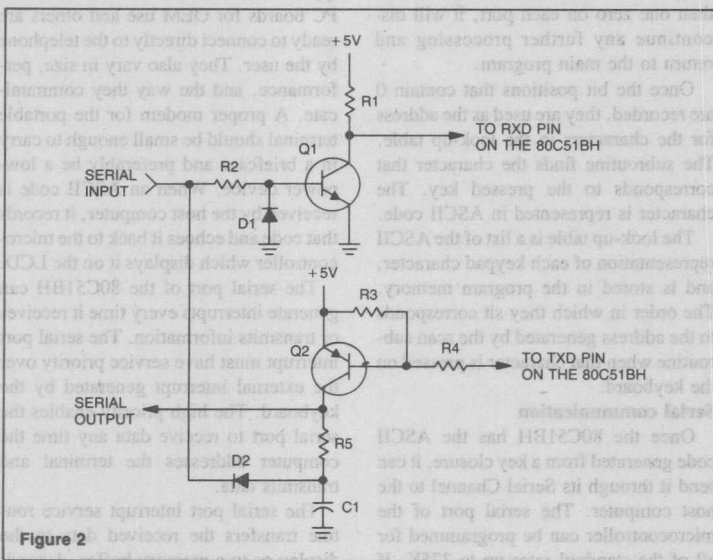 one zero on each port, it will dis-
continue any further processing and
return to the main program.
Once the bit positions that contain 0
are recorded, they are used as the address
for the character look-up table.
The subroutine finds the character that
corresponds to the pressed key. The
character is represented in ASCII code.
The look-up table is a list of the ASCII
representation of each keypad character,
and is stored in the program memory.
The order in which they sit corresponds
to the address generated by the scan sub-
routine when character is
the keyboard.
Serial communication
Once the 80C51BH has the ASCII
code generated from a key closure, it can
send it through its Serial Channel to the
host computer. The serial port of the
microcontroller can be programmed for
PC boards for OEM use and others are
ready to connect directly to the telephone
by the user. They also vary in size, per-
formance, and the way they communi-
cate. A proper modem for the portable
terminal should be small enough to carry
in a briefcase and preferably be a low-
power device. When an ASCII code is
received by the host computer, it records
that code and echoes it back to the micro-
controller which displays it on the LCD.
The serial port of the 80C51BH can
generate interrupts every time it receives
or transmits information. The serial port
interrupt must have service priority over
the external interrupt generated by the
keyboard. The high priority enables the
serial port to receive data any time the
computer addresses the terminal and
transmits data.
The serial port interrupt service rou-
tine transfers the received data to the
+5V
R1
TO RXD PIN
ON THE 80C51BH
Q1
SERIAL
INPUT
R2
D1
+5V
R3
Q2
R4
TO TXD PIN
ON THE 80C51BH
SERIAL
OUTPUT
R5
D2
C1
Figure 2